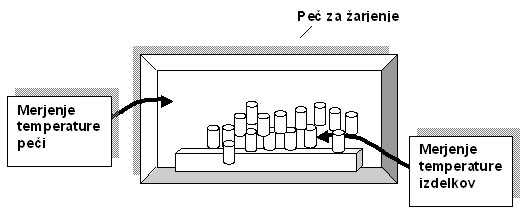 Peč za žarjenje
Merjenje
temperature
peči
Merjenje
temperature
izdelkov